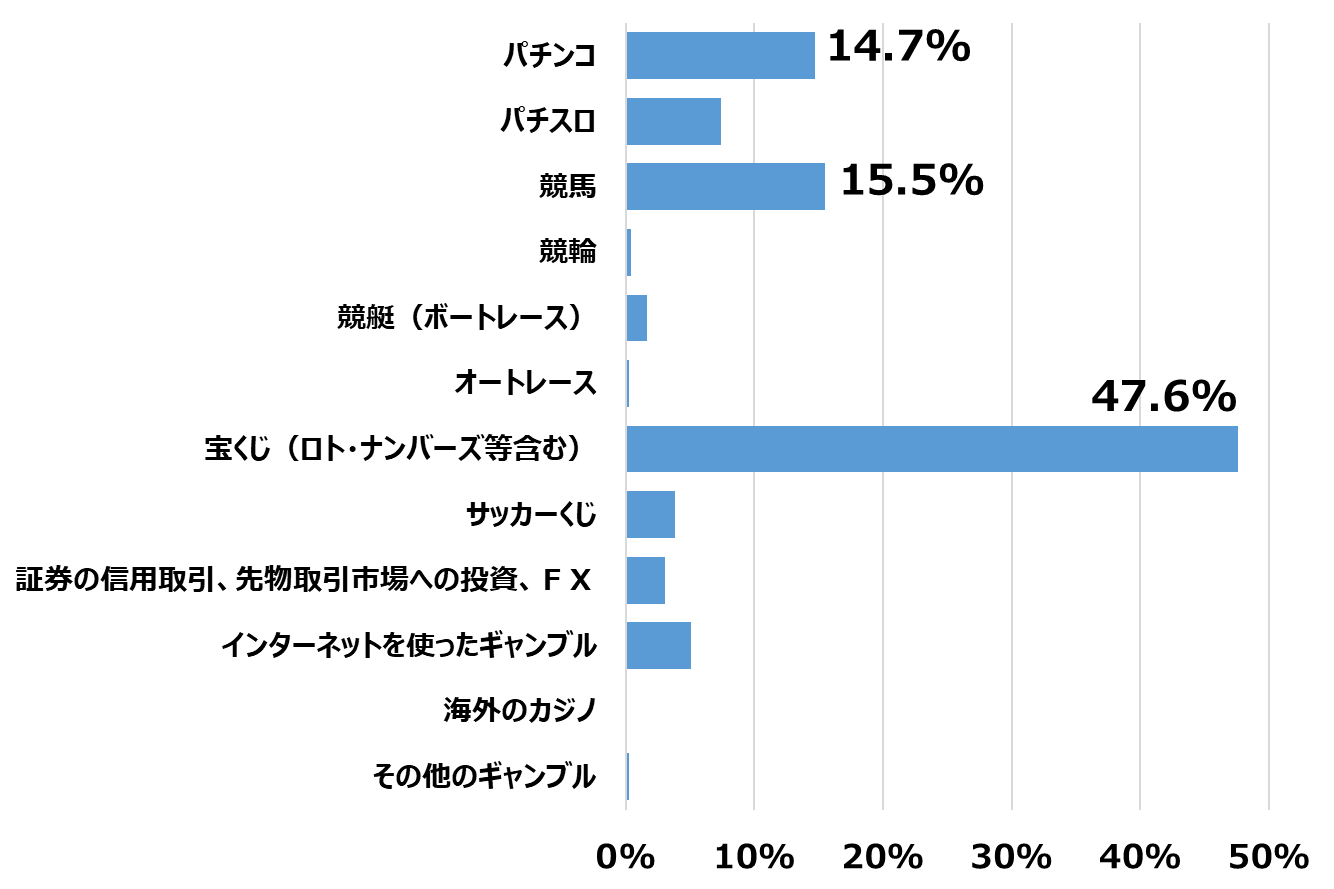 パチンコ
14.7%
パチスロ
競馬
15.5%
競輪
競艇（ボートレース）
オートレース
47.6%
宝くじ（ロト・ナンバーズ等含む）
サッカーくじ
証券の信用取引、先物取引市場への投資、ＦＸ
インターネットを使ったギャンブル
海外のカジノ
その他のギャンブル
0% 10% 20% 30% 40% 50%